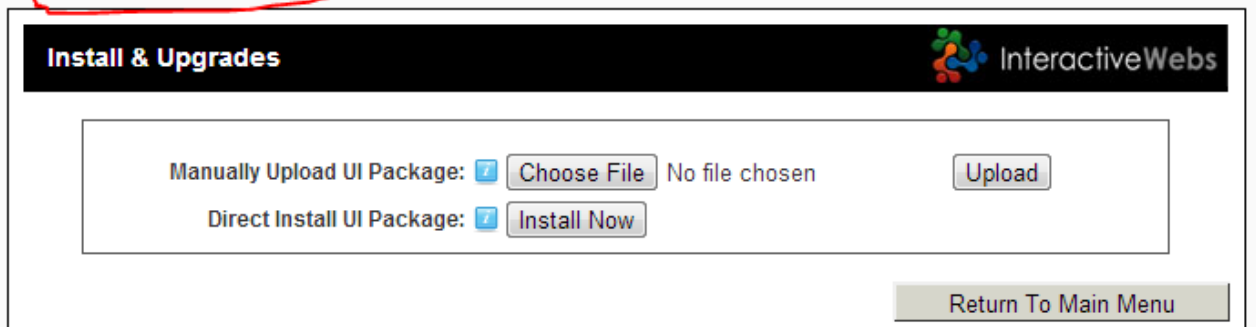 Install & Upgrades
InteractiveWebs
Manually Upload UI Package: i Choose File No file chosen Upload
Direct Install UI Package: i Install Now
Return To Main Menu